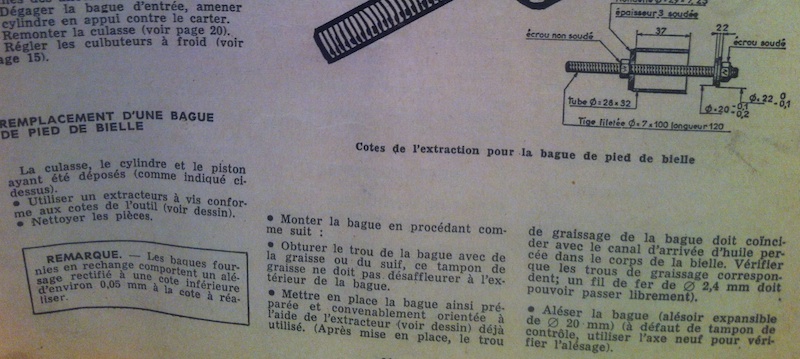 Dégager la bague d'entrée, amener
cylindre en appui contre le carter.
Remonter la culasse (voir page 20).
Régler les culbuteurs à froid (voir
age 15).
REMPLACEMENT D'UNE BAGUE
DE PIED DE BIELLE
La culasse, le cylindre et le piston
ayant été déposés (comme indiqué ci-
dessus).
● Utiliser un extracteurs à vis confor-
me aux cotes de l'outil (voir dessin).
● Nettoyer les pièces.
REMARQUE. — Les baques four-
nies en rechange comportent un alé-
sage rectifié à une cote inférieure
d'environ 0,05 mm à la cote à réa-
liser.
épaisseur 3 soudée
37
22
écrou non soudé
écrou soudé
Tube Ø=28×32
Ø=20 -0,1 -0,2
Ø=22 0 -0,1
Tige filetée Ø=7×100 longueur 120
Cotes de l'extraction pour la bague de pied de bielle
● Monter la bague en procédant com-
me suit :
● Obturer le trou de la bague avec de
la graisse ou du suif, ce tampon de
graisse ne doit pas désaffleurer à l'ex-
térieur de la bague.
● Mettre en place la bague ainsi pré-
parée et convenablement orientée à
l'aide de l'extracteur (voir dessin) déjà
utilisé. (Après mise en place, le trou
de graissage de la bague doit coïnci-
der avec le canal d'arrivée d'huile per-
cée dans le corps de la bielle. Vérifier
que les trous de graissage correspon-
dent; un fil de fer de Ø 2,4 mm doit
pouvoir passer librement).
● Aléser la bague (alésoir expansible
de Ø 20 mm) (à défaut de tampon de
contrôle, utiliser l'axe neuf pour véri-
fier l'alésage).